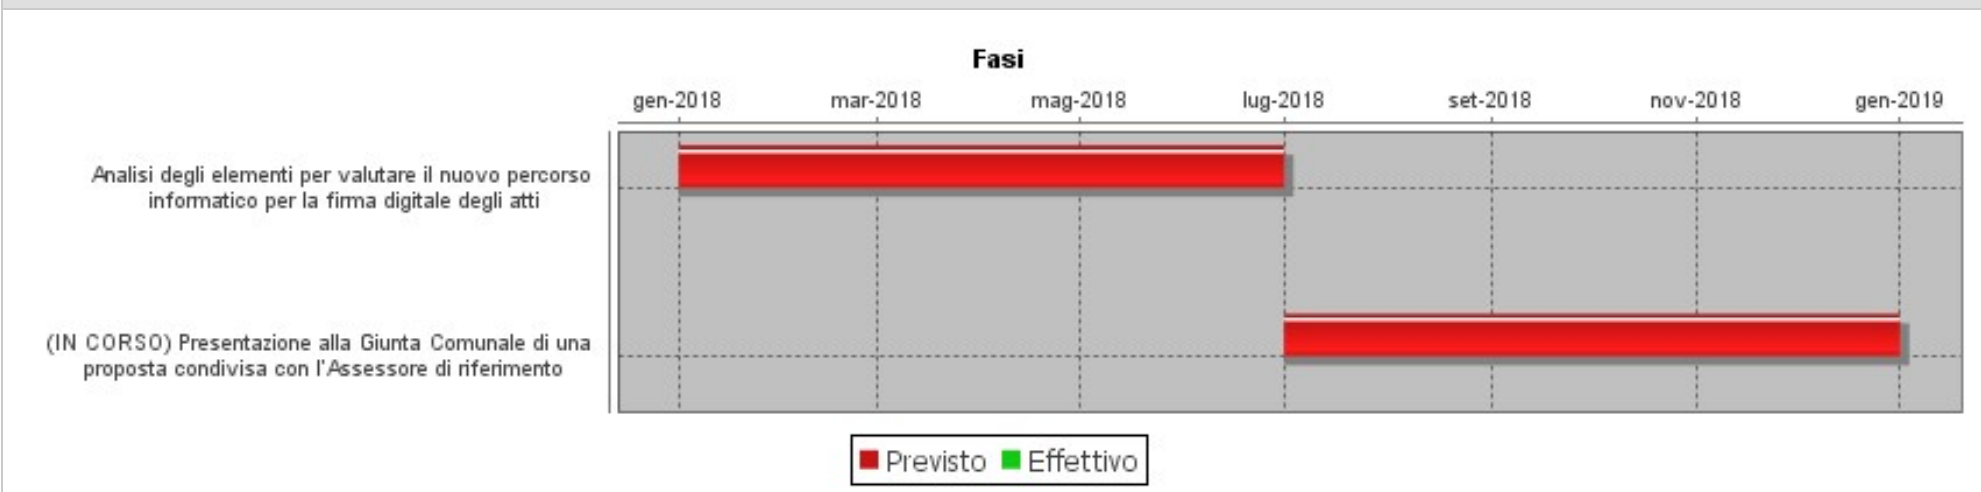 Fasi
gen-2018 mar-2018 mag-2018 lug-2018 set-2018 nov-2018 gen-2019
Analisi degli elementi per valutare il nuovo percorso
informatico per la firma digitale degli atti
(IN CORSO) Presentazione alla Giunta Comunale di una
proposta condivisa con l'Assessore di riferimento
Previsto Effettivo